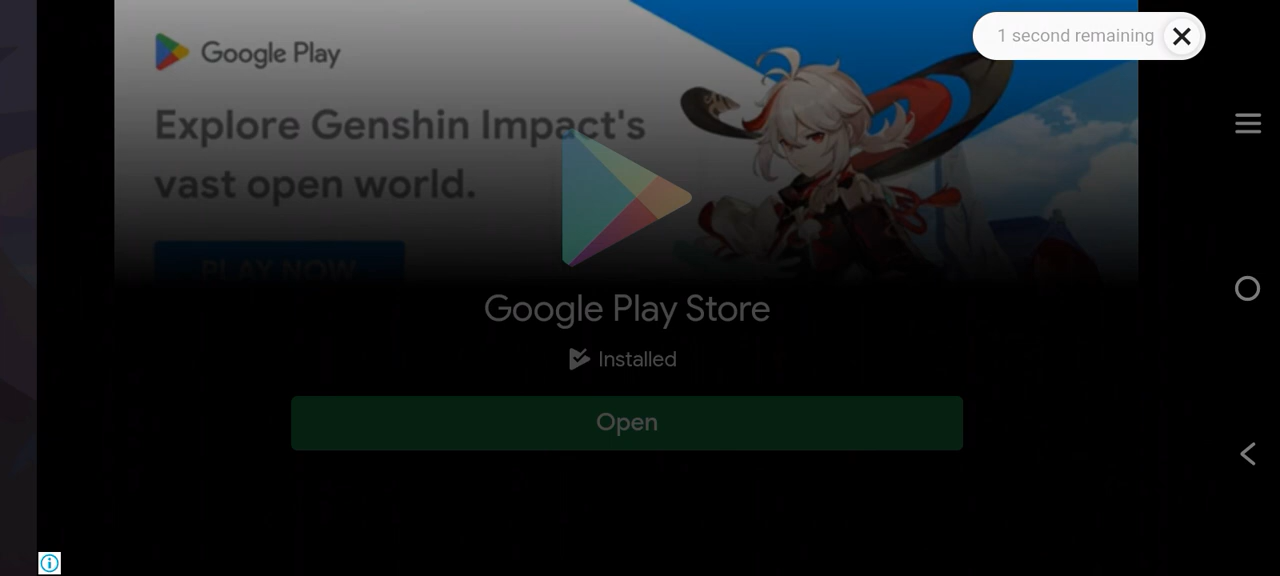 1 second remaining
Google Play
Explore Genshin Impact's
vast open world.
PLAY NOW
Google Play Store
Installed
Open